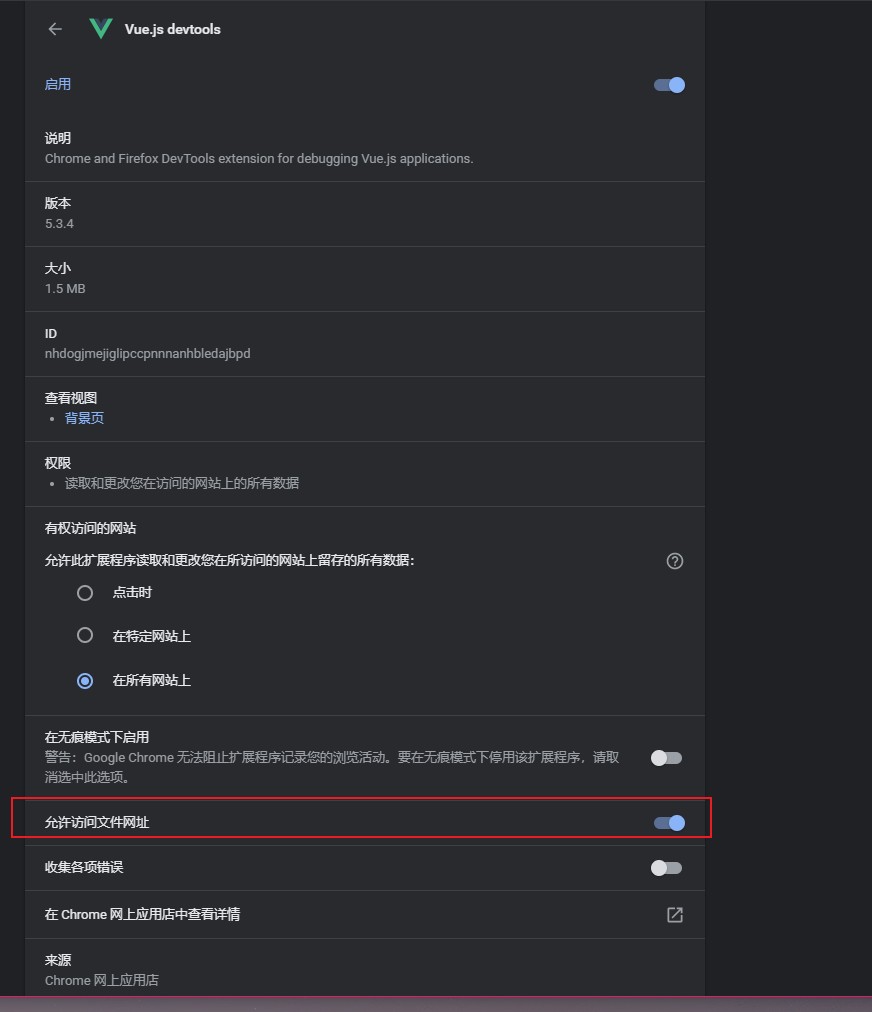 Vue.js devtools
启用
说明
Chrome and Firefox DevTools extension for debugging Vue.js applications.
版本
5.3.4
大小
1.5 MB
ID
nhdogjmejiglipccpnnnanhbledajbpd
查看视图
• 背景页
权限
• 读取和更改您在访问的网站上的所有数据
有权访问的网站
允许此扩展程序读取和更改您在所访问的网站上留存的所有数据：
点击时
在特定网站上
在所有网站上
在无痕模式下启用
警告：Google Chrome 无法阻止扩展程序记录您的浏览活动。要在无痕模式下停用该扩展程序，请取
消选中此选项。
允许访问文件网址
收集各项错误
在 Chrome 网上应用店中查看详情
来源
Chrome 网上应用店